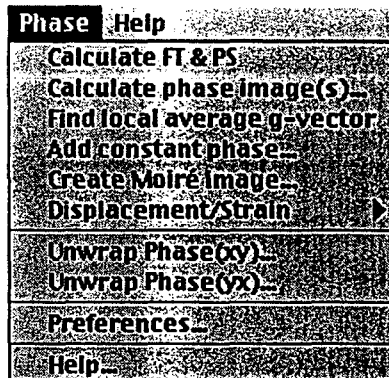 Phase Help
Calculate FT & PS
Calculate phase image(s)...
Find local average g-vector
Add constant phase...
Create Moiré image...
Displacement/Strain
Unwrap Phase(xy)...
Unwrap Phase(yx)...
Preferences...
Help...